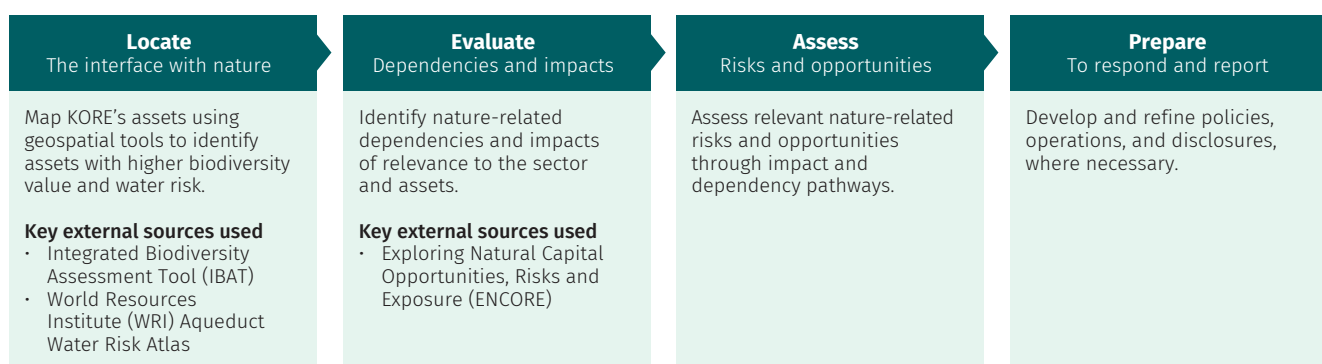 Locate
The interface with nature
Map KORE’s assets using
geospatial tools to identify
assets with higher biodiversity
value and water risk.
Key external sources used
• Integrated Biodiversity
Assessment Tool (IBAT)
• World Resources
Institute (WRI) Aqueduct
Water Risk Atlas
Evaluate
Dependencies and impacts
Identify nature-related
dependencies and impacts
of relevance to the sector
and assets.
Key external sources used
• Exploring Natural Capital
Opportunities, Risks and
Exposure (ENCORE)
Assess
Risks and opportunities
Assess relevant nature-related
risks and opportunities
through impact and
dependency pathways.
Prepare
To respond and report
Develop and refine policies,
operations, and disclosures,
where necessary.